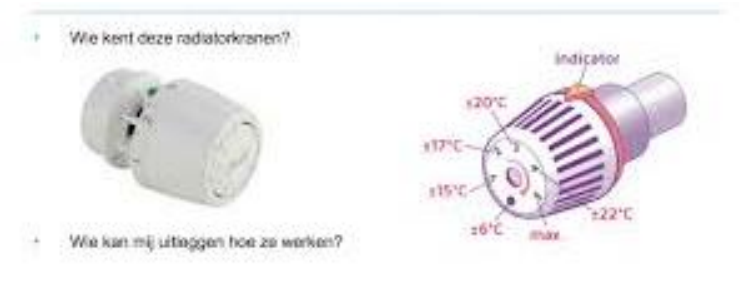 Wie kent deze radiatorkranen?
indicator
±20°C
±17°C
±15°C
±6°C
max.
±22°C
Wie kan mij uitleggen hoe ze werken?